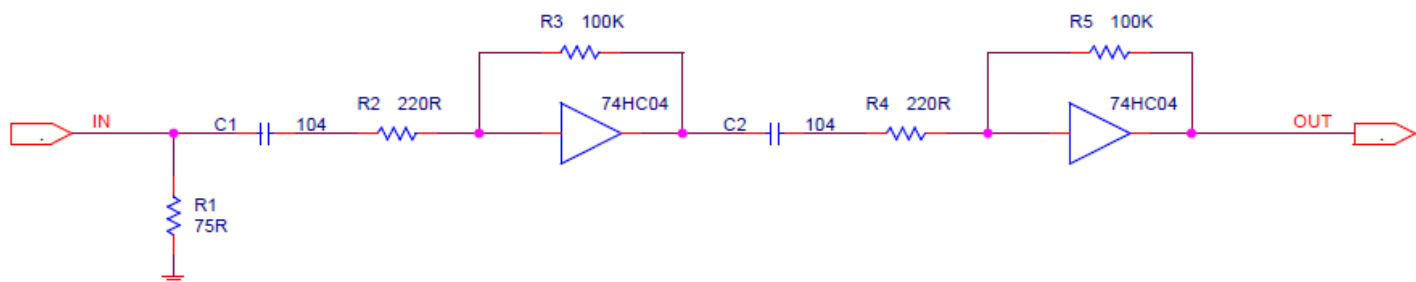 R3 100K
R5 100K
R2 220R
74HC04
R4 220R
74HC04
IN
C1
104
C2
104
OUT
R1
75R